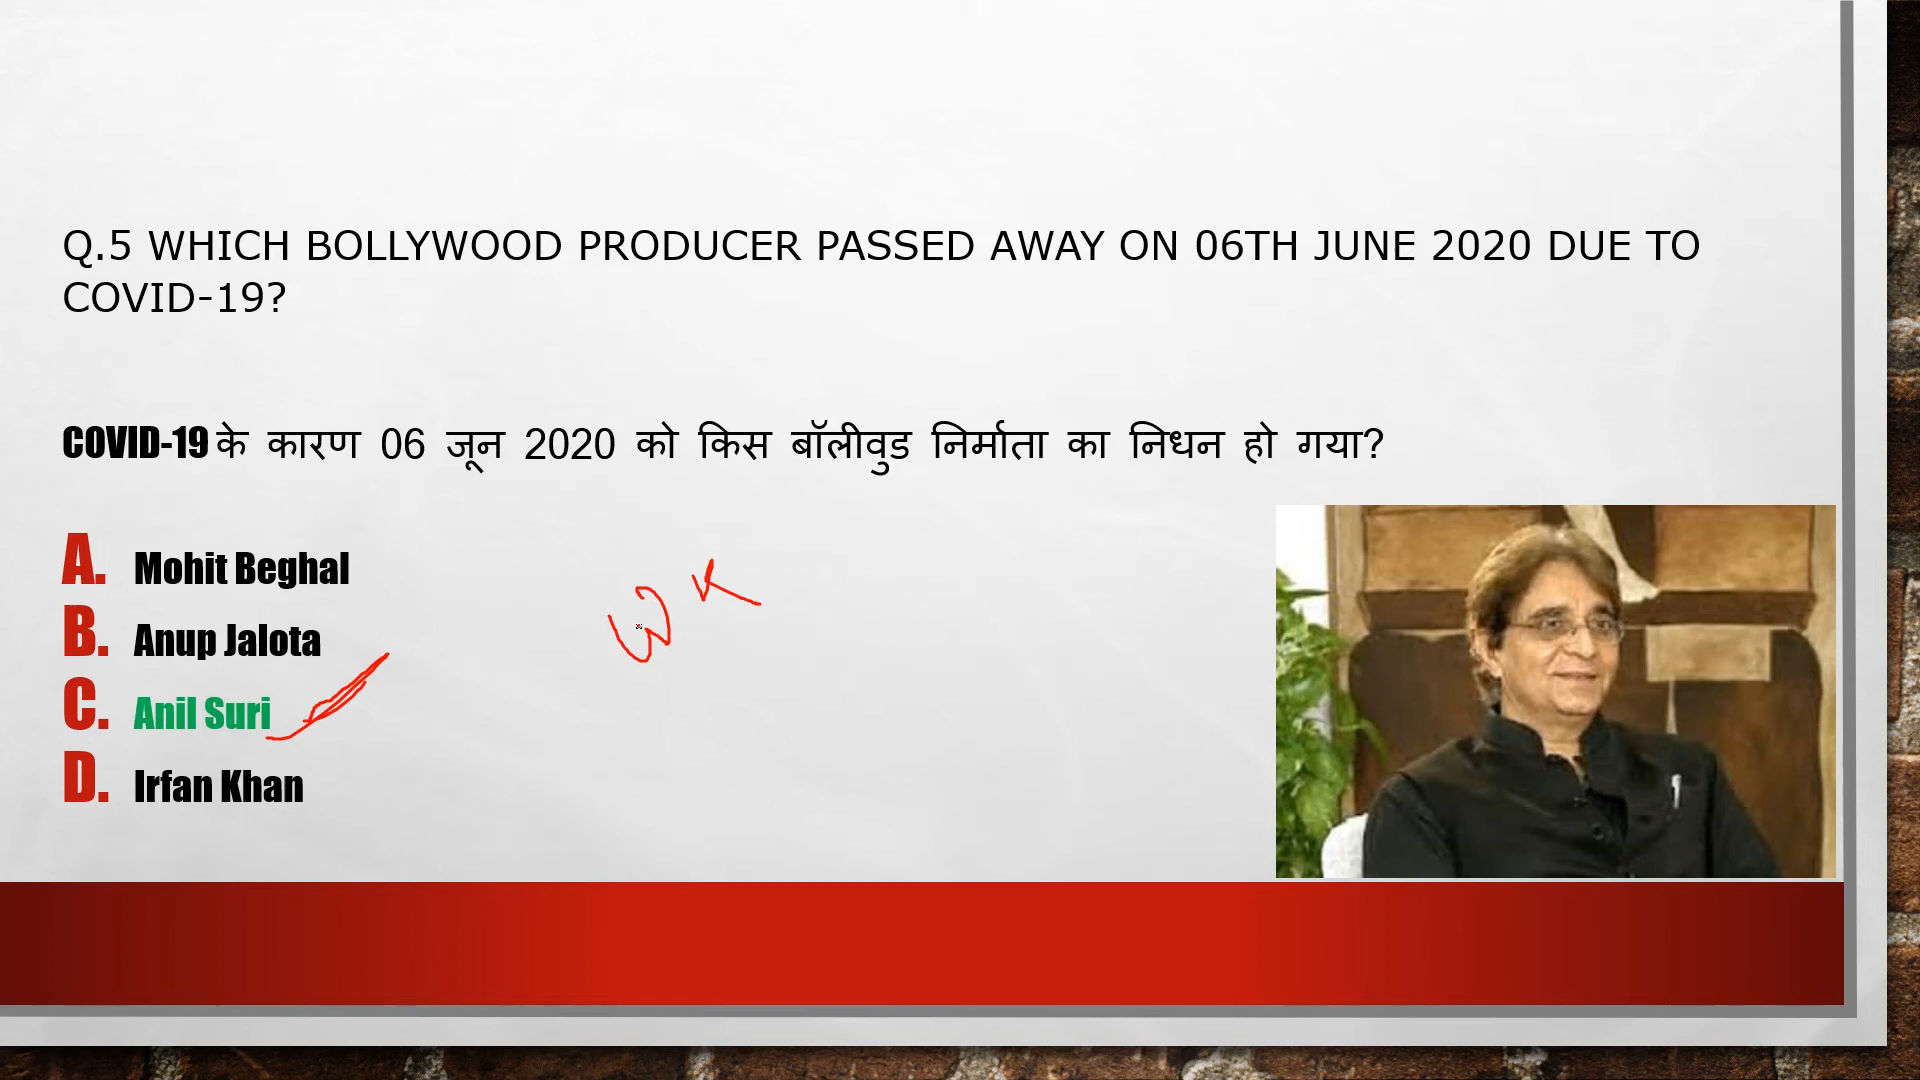 Q.5 WHICH BOLLYWOOD PRODUCER PASSED AWAY ON 06TH JUNE 2020 DUE TO
COVID-19?
COVID-19 के कारण 06 जून 2020 को किस बॉलीवुड निर्माता का निधन हो गया?
A. Mohit Beghal
B. Anup Jalota
C. Anil Suri
D. Irfan Khan